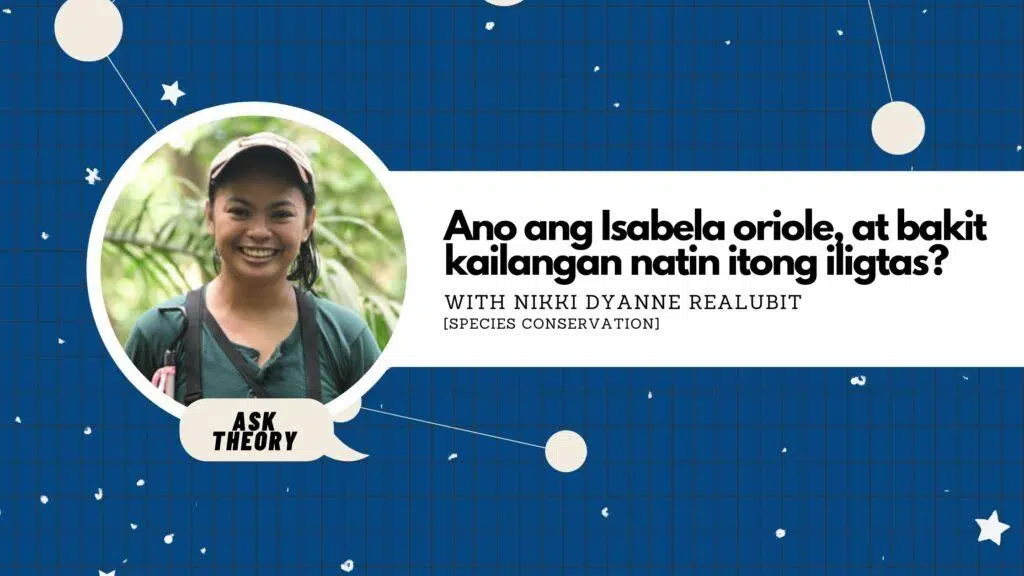 Ano ang Isabela oriole, at bakit
kailangan natin itong iligtas?
WITH NIKKI DYANNE REALUBIT
[SPECIES CONSERVATION]
ASK
THEORY